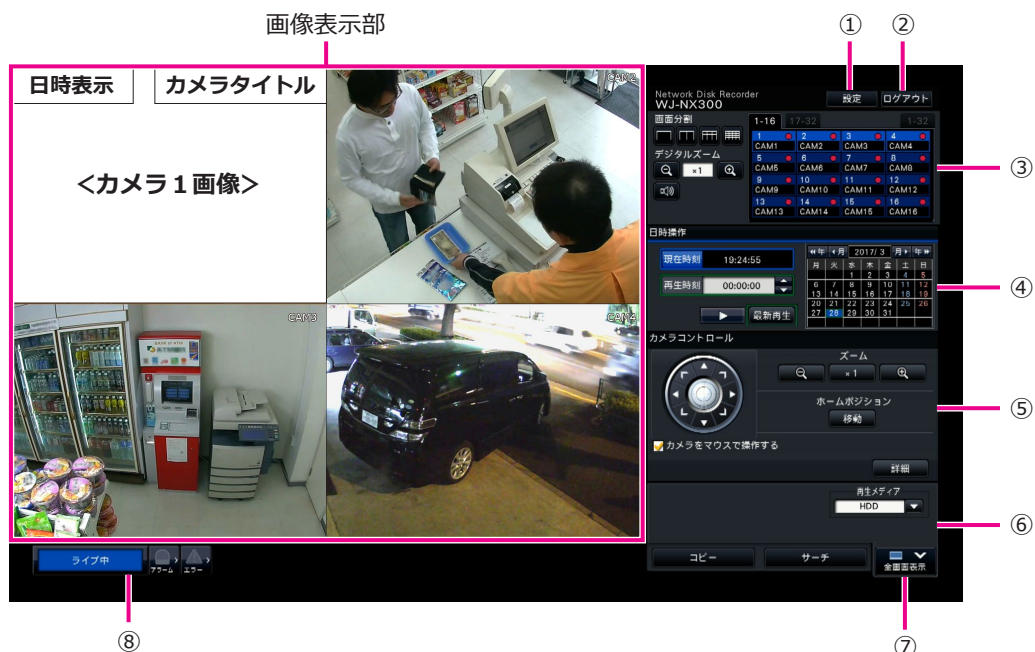 画像表示部
①
②
日時表示
カメラタイトル
<カメラ１画像>
CAM2
CAM3
CAM4
Network Disk Recorder
WJ-NX300
設定
ログアウト
画面分割
1-16 17-32 1-32
1 2 3 4
CAM1 CAM2 CAM3 CAM4
5 6 7 8
CAM5 CAM6 CAM7 CAM8
9 10 11 12
CAM9 CAM10 CAM11 CAM12
13 14 15 16
CAM13 CAM14 CAM15 CAM16
デジタルズーム
×1
③
日時操作
現在時刻 19:24:55
再生時刻 00:00:00
最新再生
年 月 2017/ 3 月 年
月 火 水 木 金 土 日
1 2 3 4 5
6 7 8 9 10 11 12
13 14 15 16 17 18 19
20 21 22 23 24 25 26
27 28 29 30 31
④
カメラコントロール
ズーム
×1
ホームポジション
移動
⑤
カメラをマウスで操作する
詳細
再生メディア
HDD
⑥
コピー
サーチ
全画面表示
⑦
ライブ中
アラーム
エラー
⑧